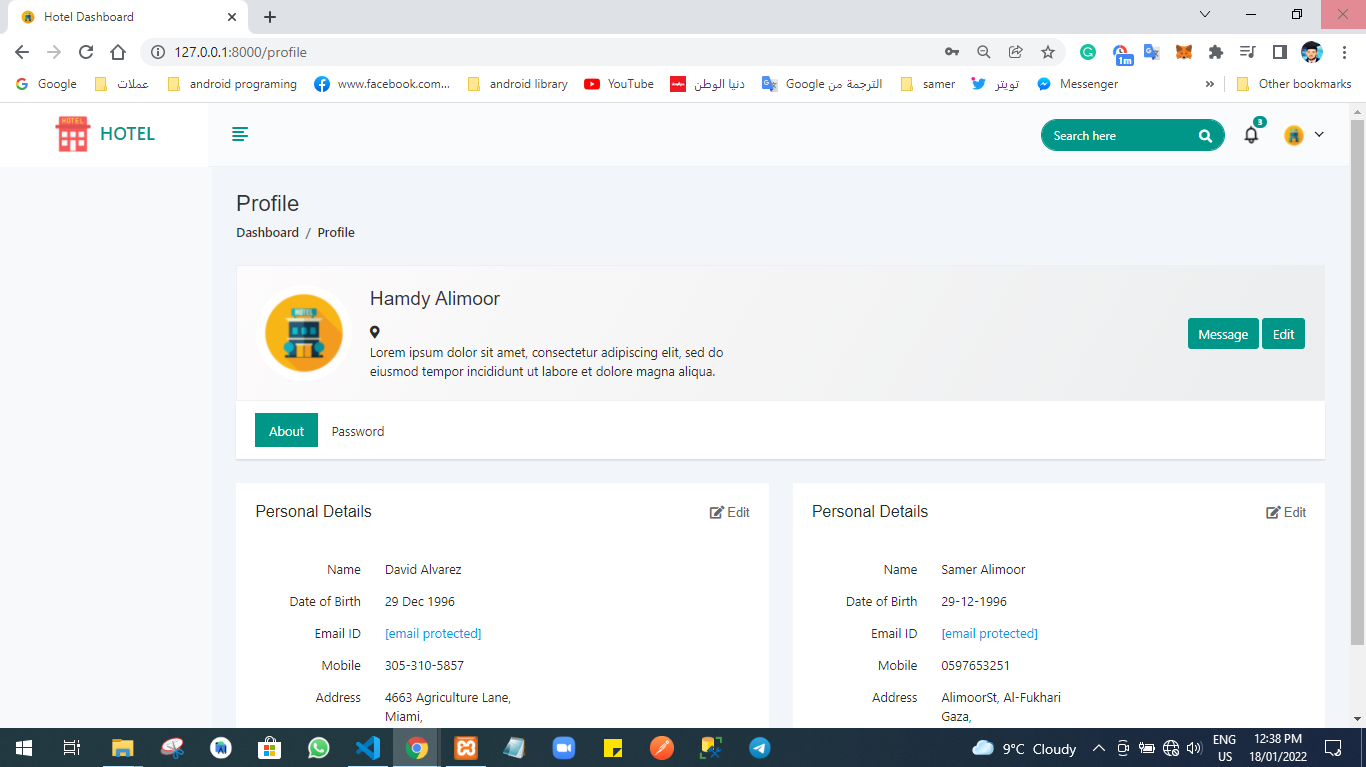 Hotel Dashboard
127.0.0.1:8000/profile
1m
Google
عملات
android programing
www.facebook.com...
android library
YouTube
دنيا الوطن
الترجمة من Google
samer
تويتر
Messenger
»
Other bookmarks
HOTEL
HOTEL
Search here
3
Profile
Dashboard / Profile
HOTEL
Hamdy Alimoor
Lorem ipsum dolor sit amet, consectetur adipiscing elit, sed do
eiusmod tempor incididunt ut labore et dolore magna aliqua.
Message
Edit
About
Password
Personal Details
Edit
Name
David Alvarez
Date of Birth
29 Dec 1996
Email ID
[email protected]
Mobile
305-310-5857
Address
4663 Agriculture Lane,
Miami,
Personal Details
Edit
Name
Samer Alimoor
Date of Birth
29-12-1996
Email ID
[email protected]
Mobile
0597653251
Address
AlimoorSt, Al-Fukhari
Gaza,
9°C Cloudy
ENG
US
12:38 PM
18/01/2022